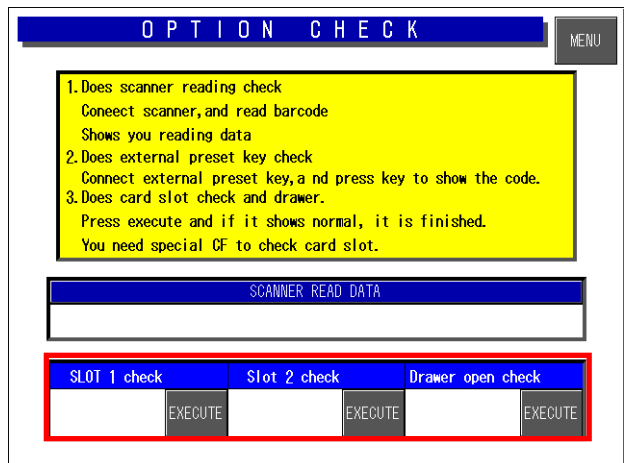 OPTION CHECK
MENU
1.Does scanner reading check
Coneect scanner,and read barcode
Shows you reading data
2.Does external preset key check
Connect external preset key,a nd press key to show the code.
3.Does card slot check and drawer.
Press execute and if it shows normal, it is finished.
You need special CF to check card slot.
SCANNER READ DATA
SLOT 1 check Slot 2 check Drawer open check
EXECUTE EXECUTE EXECUTE